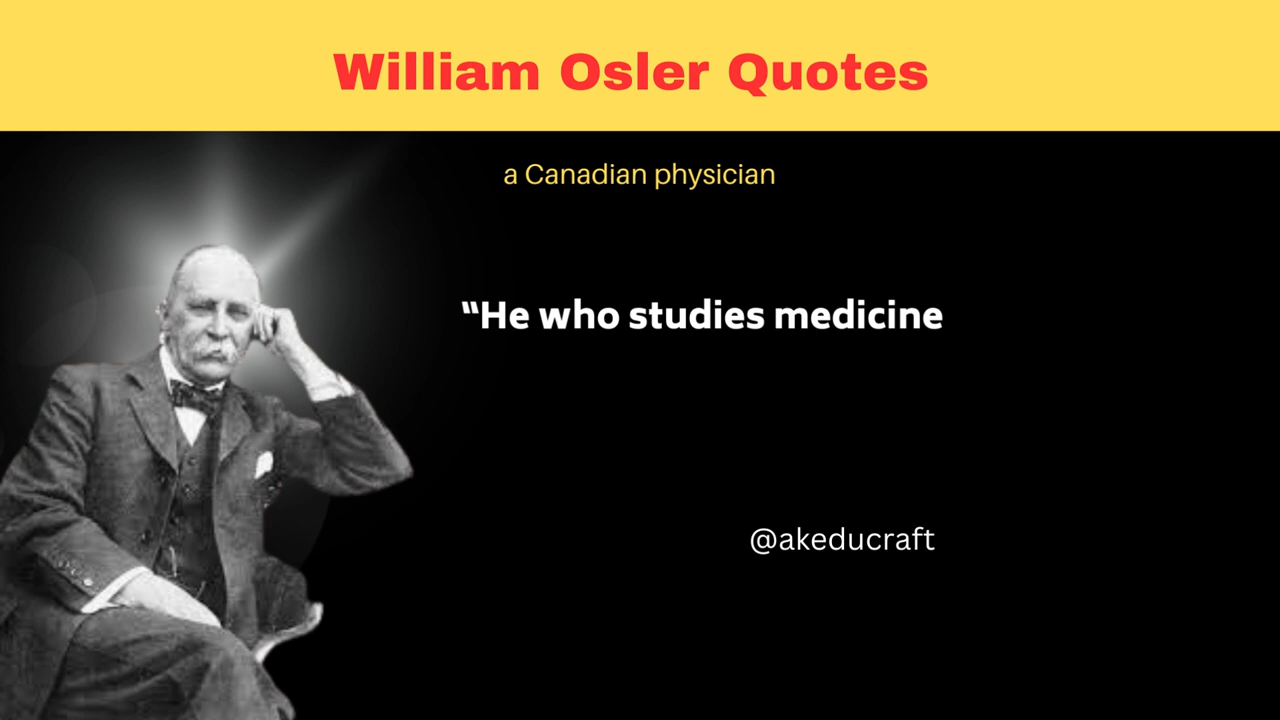 William Osler Quotes
a Canadian physician
“He who studies medicine
@akeducraft